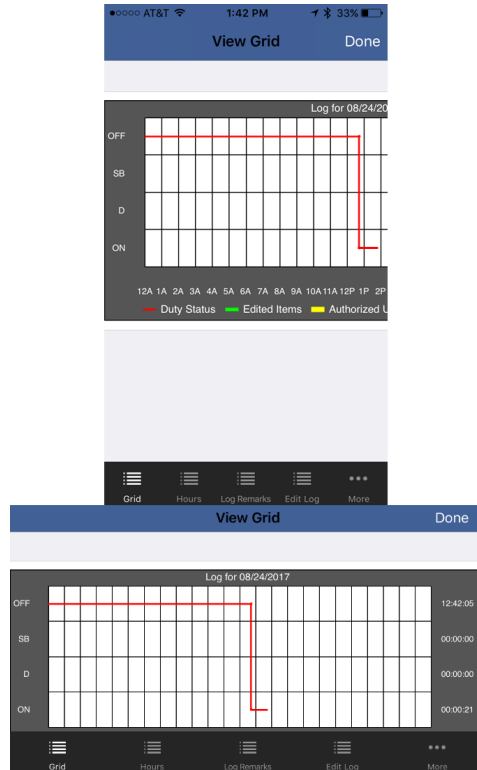 AT&T 1:42 PM 33%
View Grid Done
Log for 08/24/20
OFF
SB
D
ON
12A 1A 2A 3A 4A 5A 6A 7A 8A 9A 10A 11A 12P 1P 2P
Duty Status Edited Items Authorized U
Grid Hours Log Remarks Edit Log More
View Grid Done
Log for 08/24/2017
OFF 12:42:05
SB 00:00:00
D 00:00:00
ON 00:00:21
Grid Hours Log Remarks Edit Log More